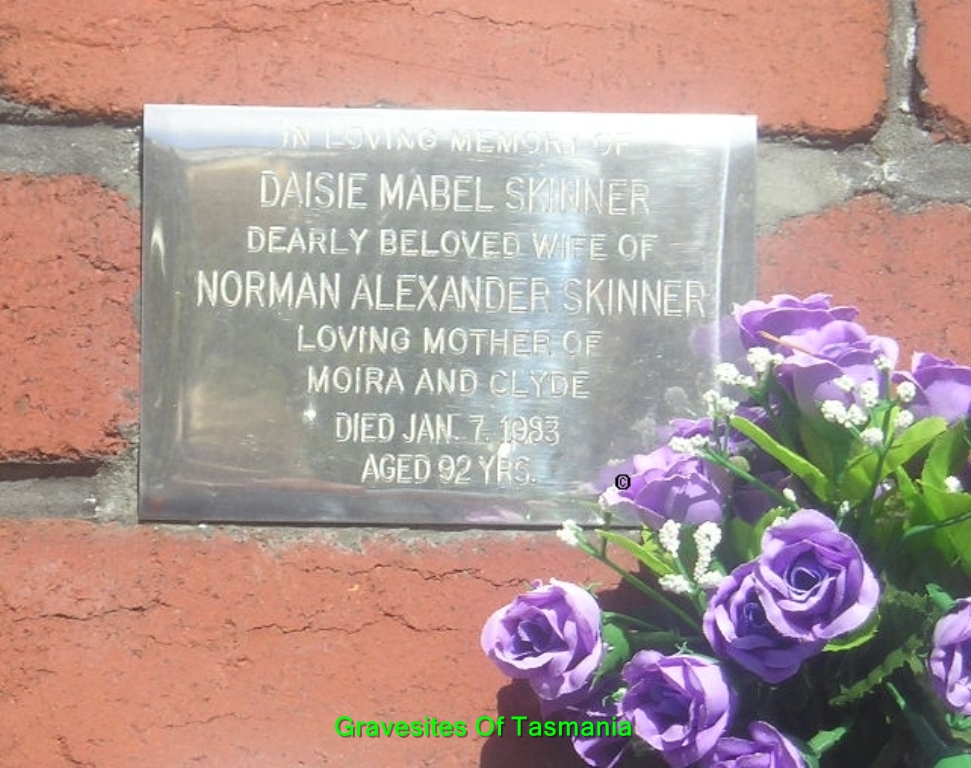 IN LOVING MEMORY OF
DAISIE MABEL SKINNER
DEARLY BELOVED WIFE OF
NORMAN ALEXANDER SKINNER
LOVING MOTHER OF
MOIRA AND CLYDE
DIED JAN. 7. 1983
AGED 92 YRS.
©
Gravesites Of Tasmania